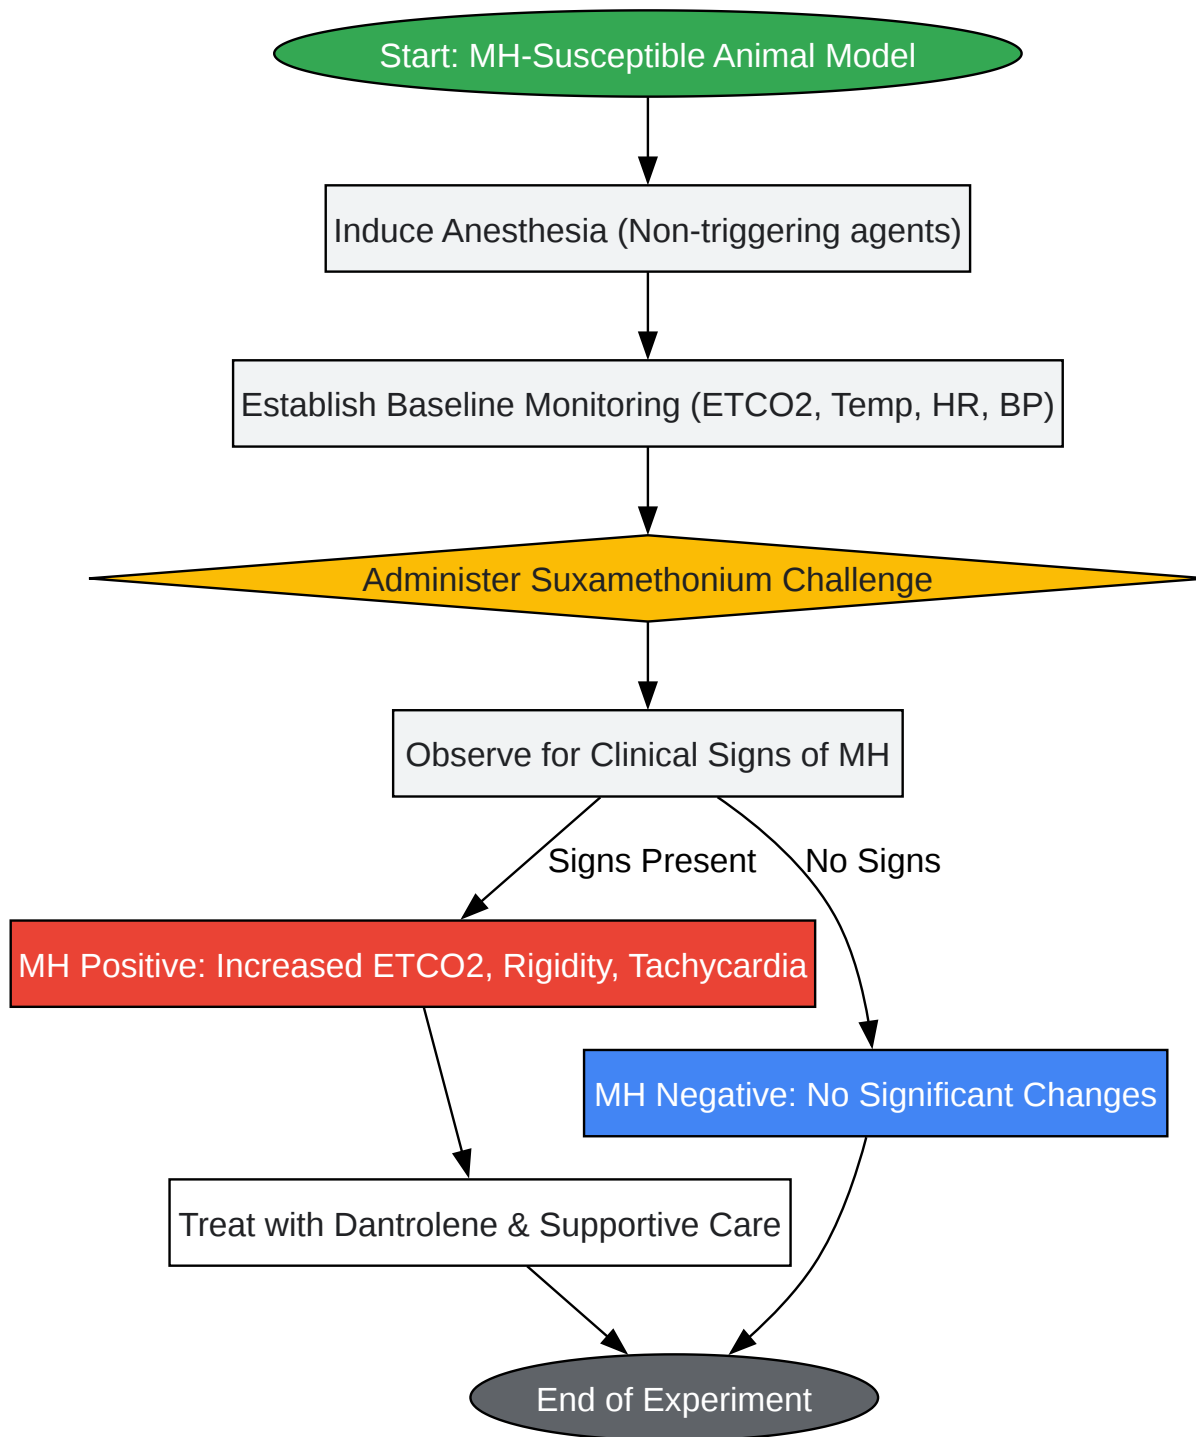 Start: MH-Susceptible Animal Model
Induce Anesthesia (Non-triggering agents)
Establish Baseline Monitoring (ETCO2, Temp, HR, BP)
Administer Suxamethonium Challenge
Observe for Clinical Signs of MH
Signs Present
No Signs
MH Positive: Increased ETCO2, Rigidity, Tachycardia
MH Negative: No Significant Changes
Treat with Dantrolene & Supportive Care
End of Experiment